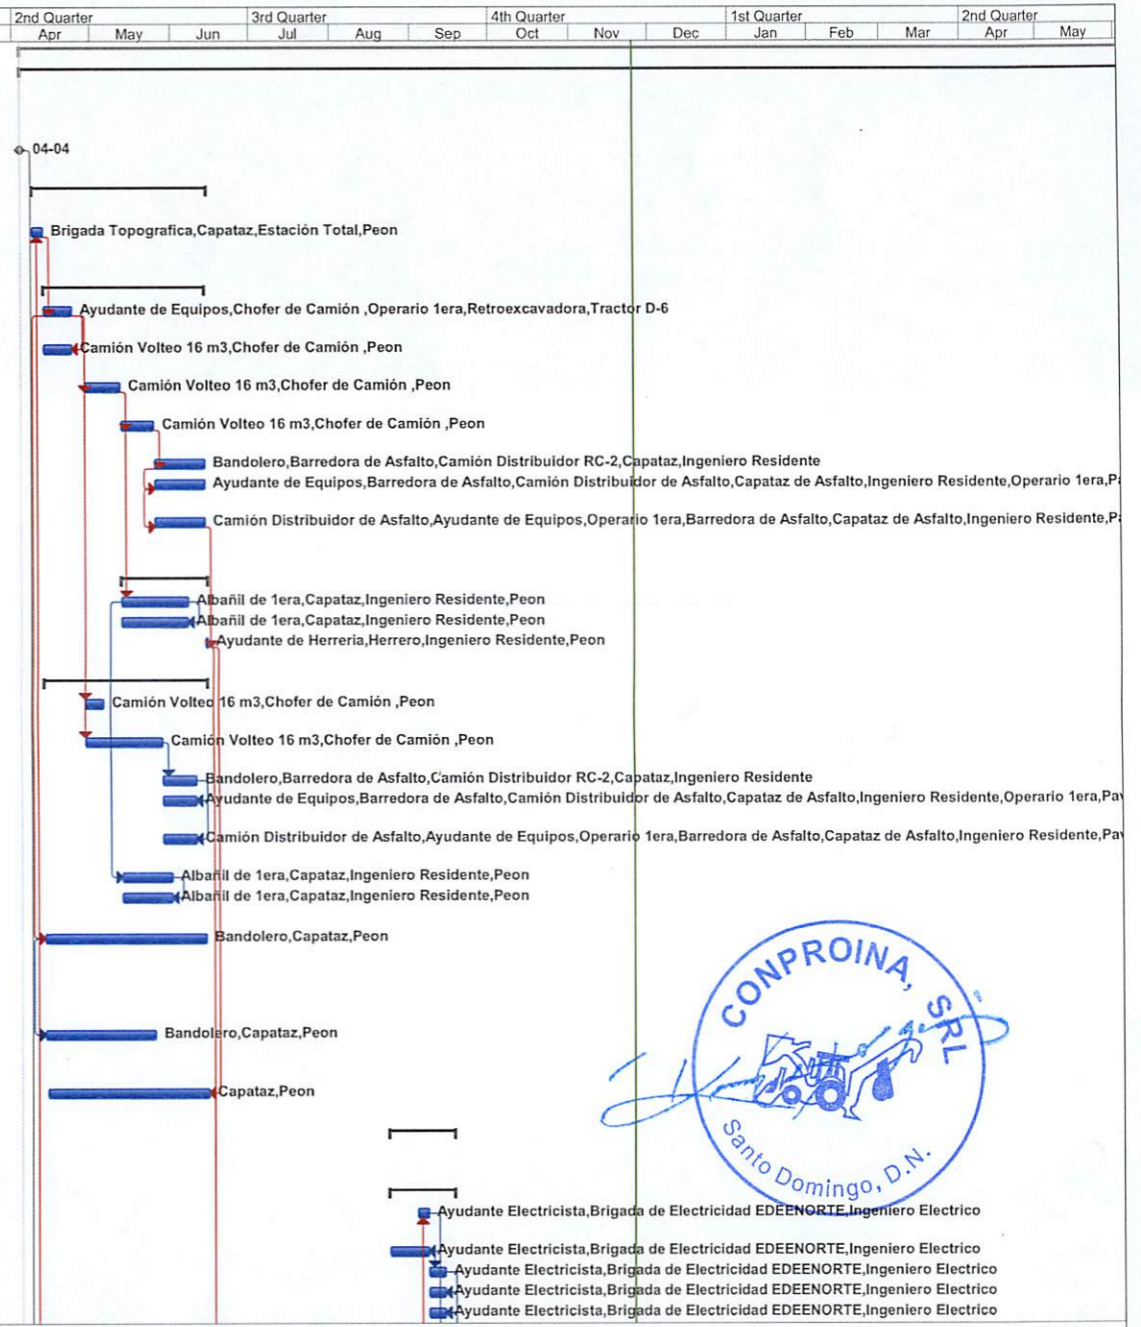 2nd Quarter 3rd Quarter 4th Quarter 1st Quarter 2nd Quarter
Apr May Jun Jul Aug Sep Oct Nov Dec Jan Feb Mar Apr May
04-04
Brigada Topografica,Capataz,Estación Total,Peon
Ayudante de Equipos,Chofer de Camión ,Operario 1era,Retroexcavadora,Tractor D-6
Camión Volteo 16 m3,Chofer de Camión ,Peon
Camión Volteo 16 m3,Chofer de Camión ,Peon
Camión Volteo 16 m3,Chofer de Camión ,Peon
Bandolero,Barredora de Asfalto,Camión Distribuidor RC-2,Capataz,Ingeniero Residente
Ayudante de Equipos,Barredora de Asfalto,Camión Distribuidor de Asfalto,Capataz de Asfalto,Ingeniero Residente,Operario 1era,Pa
Camión Distribuidor de Asfalto,Ayudante de Equipos,Operario 1era,Barredora de Asfalto,Capataz de Asfalto,Ingeniero Residente,Pa
Albañil de 1era,Capataz,Ingeniero Residente,Peon
Albañil de 1era,Capataz,Ingeniero Residente,Peon
Ayudante de Herreria,Herrero,Ingeniero Residente,Peon
Camión Volteo 16 m3,Chofer de Camión ,Peon
Camión Volteo 16 m3,Chofer de Camión ,Peon
Bandolero,Barredora de Asfalto,Camión Distribuidor RC-2,Capataz,Ingeniero Residente
Ayudante de Equipos,Barredora de Asfalto,Camión Distribuidor de Asfalto,Capataz de Asfalto,Ingeniero Residente,Operario 1era,Pav
Camión Distribuidor de Asfalto,Ayudante de Equipos,Operario 1era,Barredora de Asfalto,Capataz de Asfalto,Ingeniero Residente,Pav
Albañil de 1era,Capataz,Ingeniero Residente,Peon
Albañil de 1era,Capataz,Ingeniero Residente,Peon
Bandolero,Capataz,Peon
CONPROINA, SRL
Bandolero,Capataz,Peon
Capataz,Peon
Santo Domingo, D.N.
Ayudante Electricista,Brigada de Electricidad EDEENORTE,Ingeniero Electrico
Ayudante Electricista,Brigada de Electricidad EDEENORTE,Ingeniero Electrico
Ayudante Electricista,Brigada de Electricidad EDEENORTE,Ingeniero Electrico
Ayudante Electricista,Brigada de Electricidad EDEENORTE,Ingeniero Electrico
Ayudante Electricista,Brigada de Electricidad EDEENORTE,Ingeniero Electrico